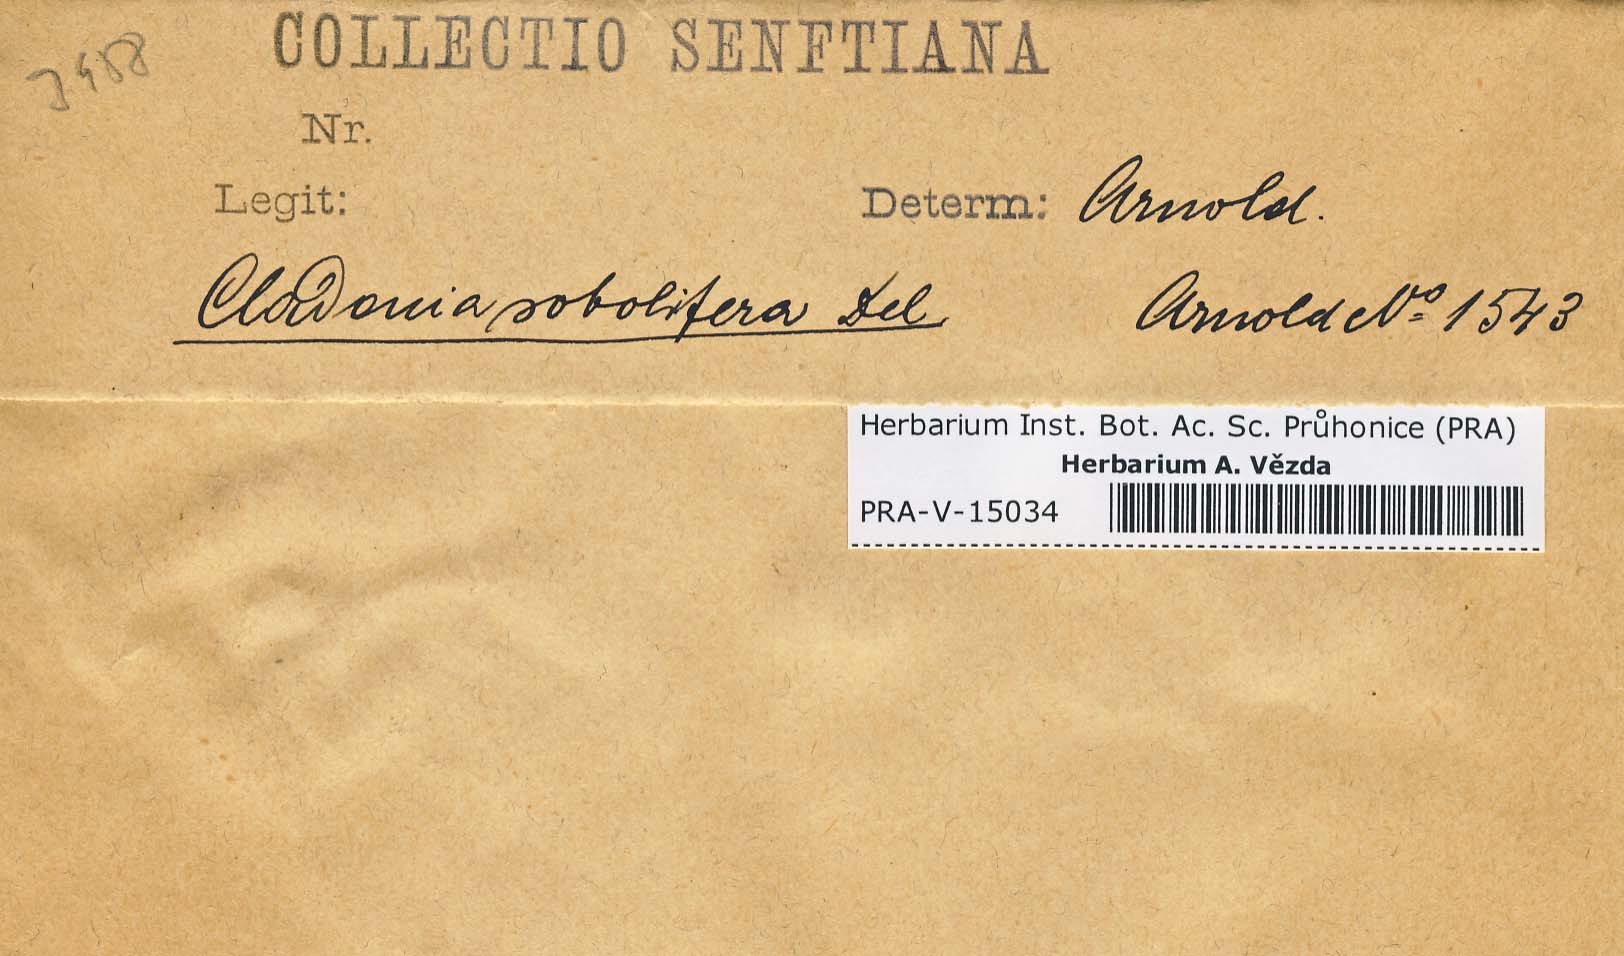 COLLECTIO SENFTIANA
Nr.
Legit:
Determ: Arnold.
Cladonia sobolifera Del. Arnold No 1543
Herbarium Inst. Bot. Ac. Sc. Průhonice (PRA)
Herbarium A. Vězda
PRA-V-15034